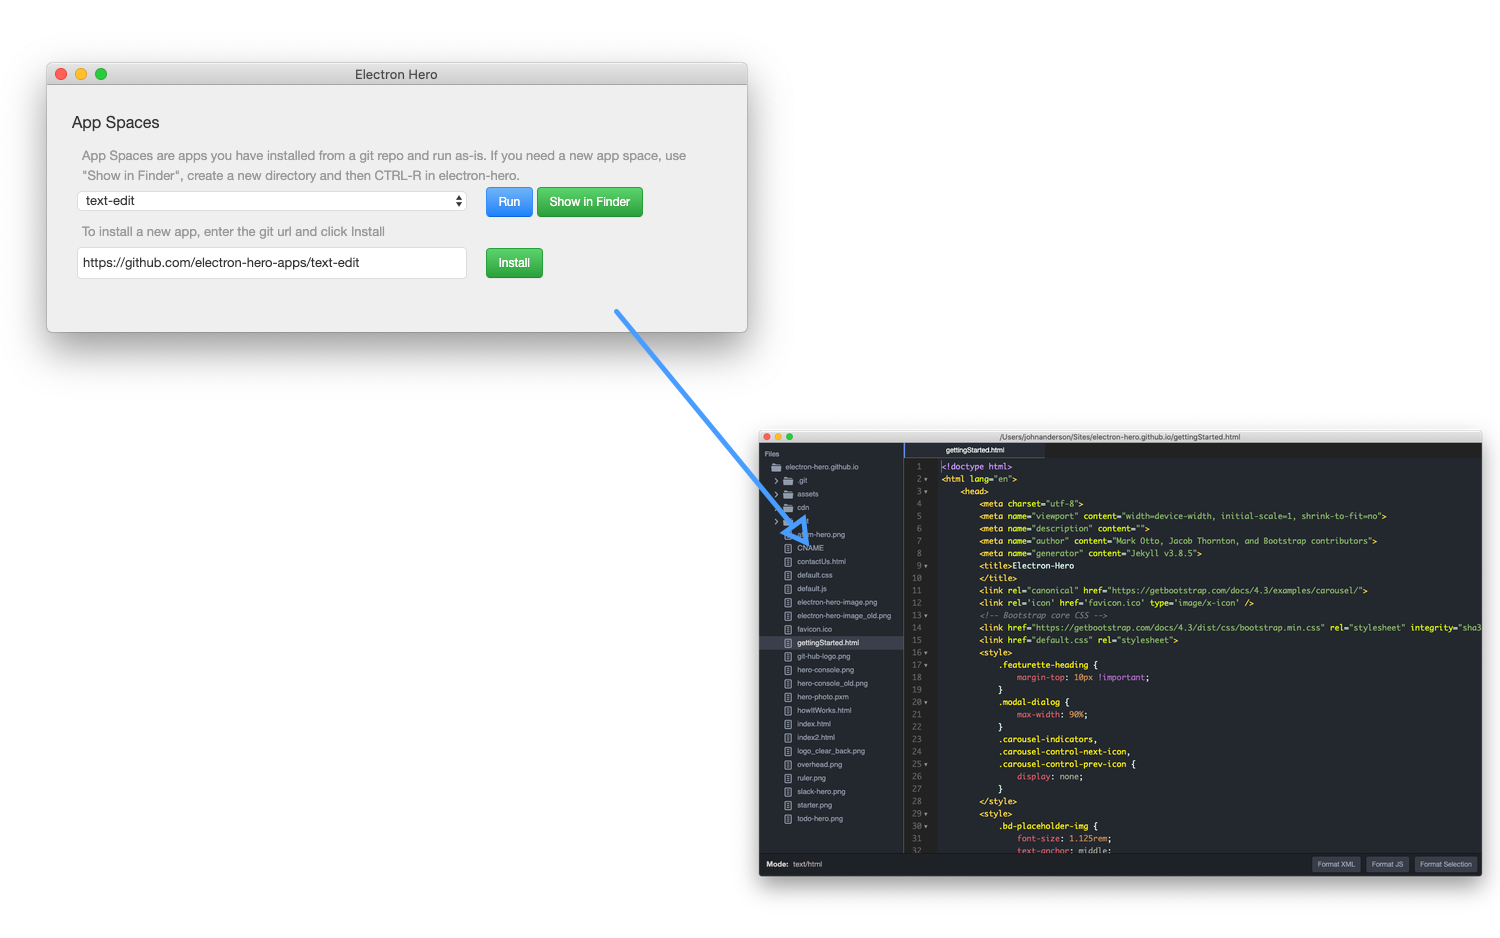 Electron Hero
App Spaces
App Spaces are apps you have installed from a git repo and run as-is. If you need a new app space, use
"Show in Finder", create a new directory and then CTRL-R in electron-hero.
text-edit
Run
Show in Finder
To install a new app, enter the git url and click Install
https://github.com/electron-hero-apps/text-edit
Install
/Users/johnanderson/Sites/electron-hero.github.io/gettingStarted.html
Files
electron-hero.github.io
.git
assets
cdn
CNAME
contactUs.html
default.css
default.js
electron-hero-image.png
electron-hero-image_old.png
favicon.ico
gettingStarted.html
git-hub-logo.png
hero-console.png
hero-console_old.png
hero-photo.pxm
howItWorks.html
index.html
index2.html
logo_clear_back.png
overhead.png
ruler.png
slack-hero.png
starter.png
todo-hero.png
gettingStarted.html
1 <!doctype html>
2 <html lang="en">
3 <head>
4 <meta charset="utf-8">
5 <meta name="viewport" content="width=device-width, initial-scale=1, shrink-to-fit=no">
6 <meta name="description" content="">
7 <meta name="author" content="Mark Otto, Jacob Thornton, and Bootstrap contributors">
8 <meta name="generator" content="Jekyll v3.8.5">
9 <title>Electron-Hero
10 </title>
11 <link rel="canonical" href="https://getbootstrap.com/docs/4.3/examples/carousel/">
12 <link rel='icon' href='favicon.ico' type='image/x-icon' />
13 <!-- Bootstrap core CSS -->
14 <link href="https://getbootstrap.com/docs/4.3/dist/css/bootstrap.min.css" rel="stylesheet" integrity="sha3
15 <link href="default.css" rel="stylesheet">
16 <style>
17 .featurette-heading {
18 margin-top: 10px !important;
19 }
20 .modal-dialog {
21 max-width: 90%;
22 }
23 .carousel-indicators,
24 .carousel-control-next-icon,
25 .carousel-control-prev-icon {
26 display: none;
27 }
28 </style>
29 <style>
30 .bd-placeholder-img {
31 font-size: 1.125rem;
32 text-anchor: middle;
Mode: text/html
Format XML
Format JS
Format Selection